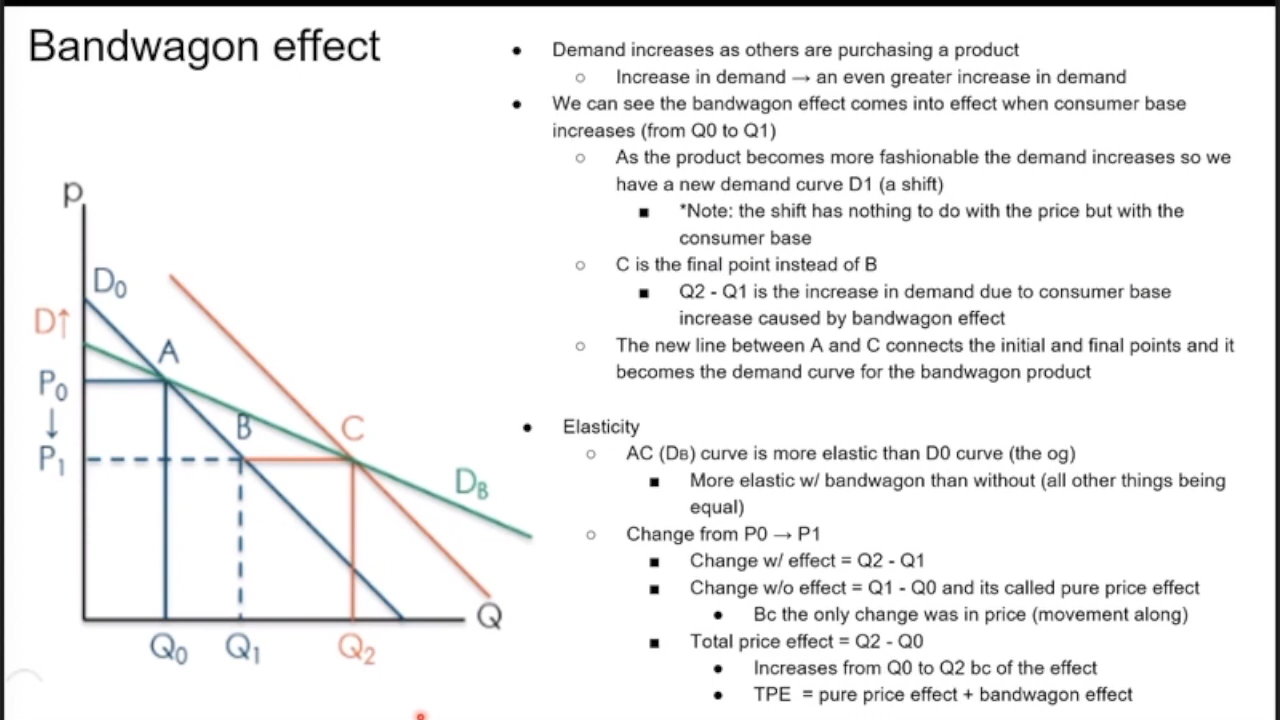 Bandwagon effect
● Demand increases as others are purchasing a product
○ Increase in demand → an even greater increase in demand
● We can see the bandwagon effect comes into effect when consumer base
increases (from Q0 to Q1)
○ As the product becomes more fashionable the demand increases so we
have a new demand curve D1 (a shift)
■ *Note: the shift has nothing to do with the price but with the
consumer base
○ C is the final point instead of B
■ Q2 - Q1 is the increase in demand due to consumer base
increase caused by bandwagon effect
○ The new line between A and C connects the initial and final points and it
becomes the demand curve for the bandwagon product
● Elasticity
○ AC (DB) curve is more elastic than D0 curve (the og)
■ More elastic w/ bandwagon than without (all other things being
equal)
○ Change from P0 → P1
■ Change w/ effect = Q2 - Q1
■ Change w/o effect = Q1 - Q0 and its called pure price effect
● Bc the only change was in price (movement along)
■ Total price effect = Q2 - Q0
● Increases from Q0 to Q2 bc of the effect
● TPE = pure price effect + bandwagon effect
p
D0
D↑
A
P0
↓
B
C
P1
DB
Q
Q0 Q1 Q2